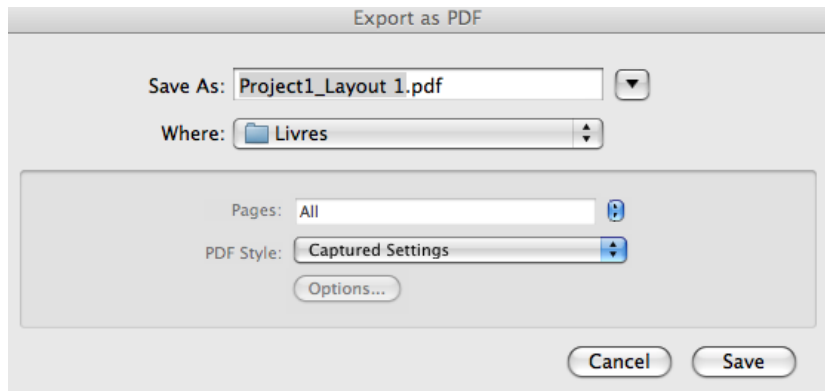 Export as PDF
Save As: Project1_Layout 1.pdf
Where: Livres
Pages: All
PDF Style: Captured Settings
Options...
Cancel Save